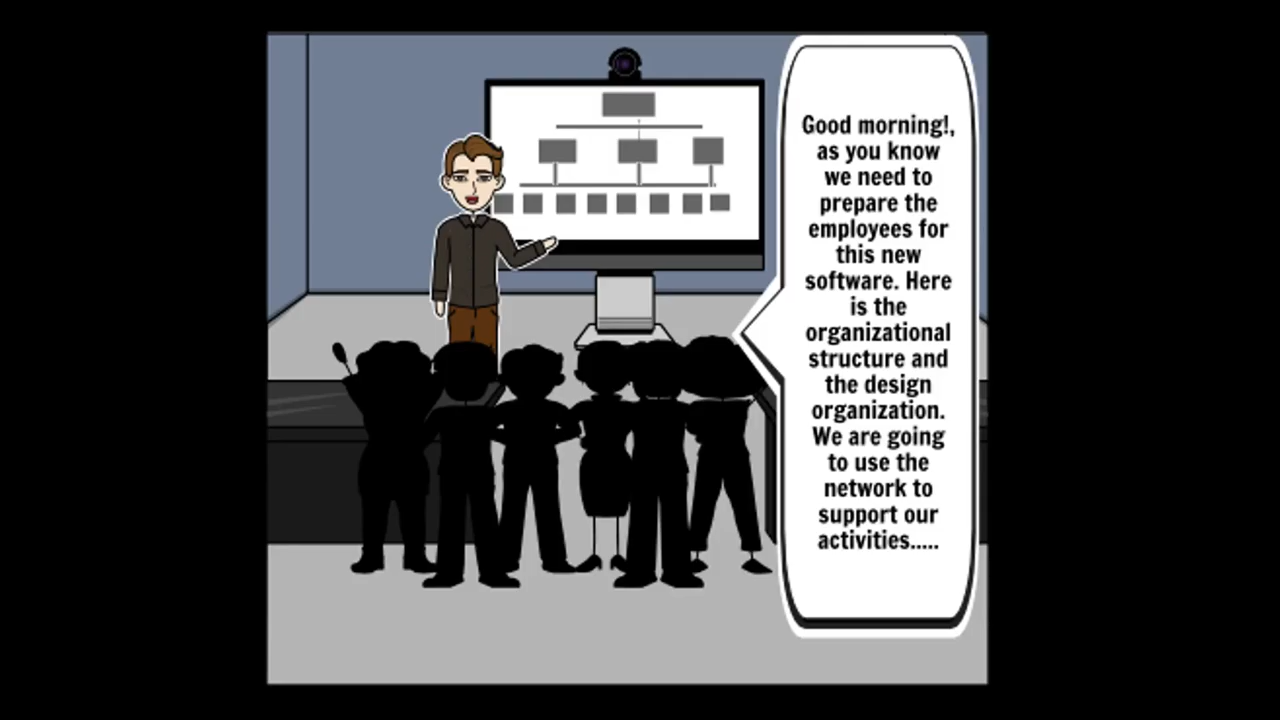 Good morning!,
as you know
we need to
prepare the
employees for
this new
software. Here
is the
organizational
structure and
the design
organization.
We are going
to use the
network to
support our
activities.....